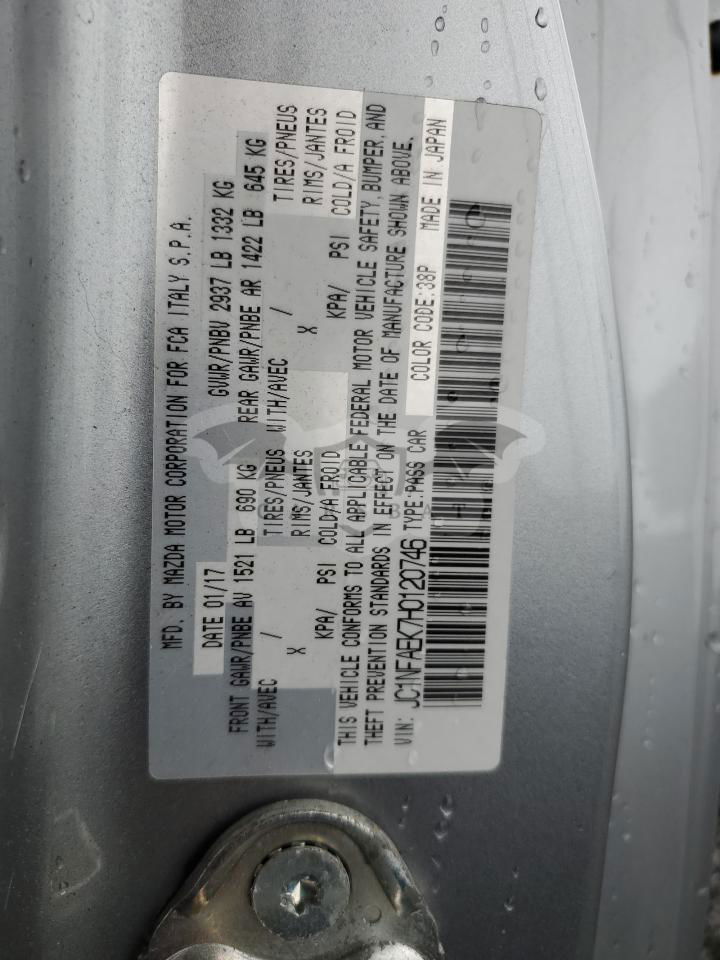 MFD. BY MAZDA MOTOR CORPORATION FOR FCA ITALY S.P.A.
DATE 01/17 GVWR/PNBV 2937 LB 1332 KG
FRONT GAWR/PNBE AV 1521 LB 690 KG REAR GAWR/PNBE AR 1422 LB 645 KG
WITH/AVEC / TIRES/PNEUS WITH/AVEC / TIRES/PNEUS
X RIMS/JANTES X RIMS/JANTES
KPA/ PSI COLD/A FROID KPA/ PSI COLD/A FROID
THIS VEHICLE CONFORMS TO ALL APPLICABLE FEDERAL MOTOR VEHICLE SAFETY, BUMPER, AND
THEFT PREVENTION STANDARDS IN EFFECT ON THE DATE OF MANUFACTURE SHOWN ABOVE.
VIN: JC1NFAEK7H0120746 TYPE:PASS CAR COLOR CODE:38P MADE IN JAPAN